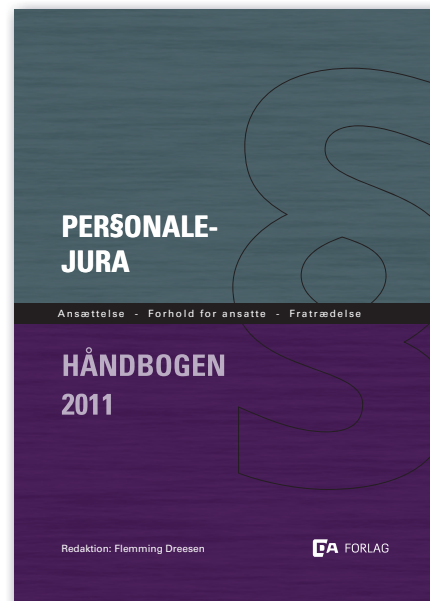 PER§ONALE-
JURA
Ansættelse - Forhold for ansatte - Fratrædelse
HÅNDBOGEN
2011
Redaktion: Flemming Dreesen
DA FORLAG